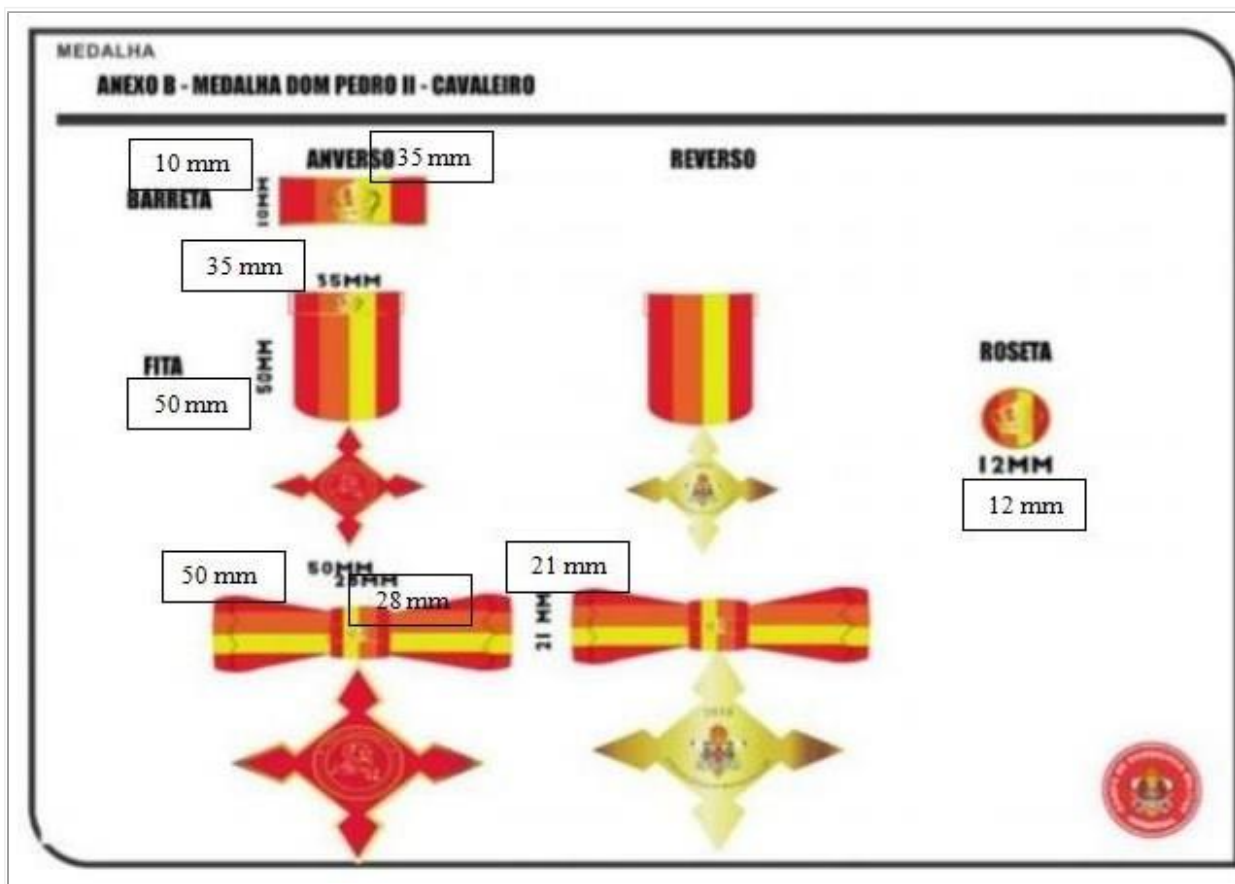 MEDALHA
ANEXO B - MEDALHA DOM PEDRO II - CAVALEIRO
10 mm
ANVERSO
35 mm
REVERSO
BARRETA
10MM
35 mm
35MM
FITA
50MM
50 mm
ROSETA
12MM
12 mm
50 mm
50MM
28MM
28 mm
21 mm
21 MM